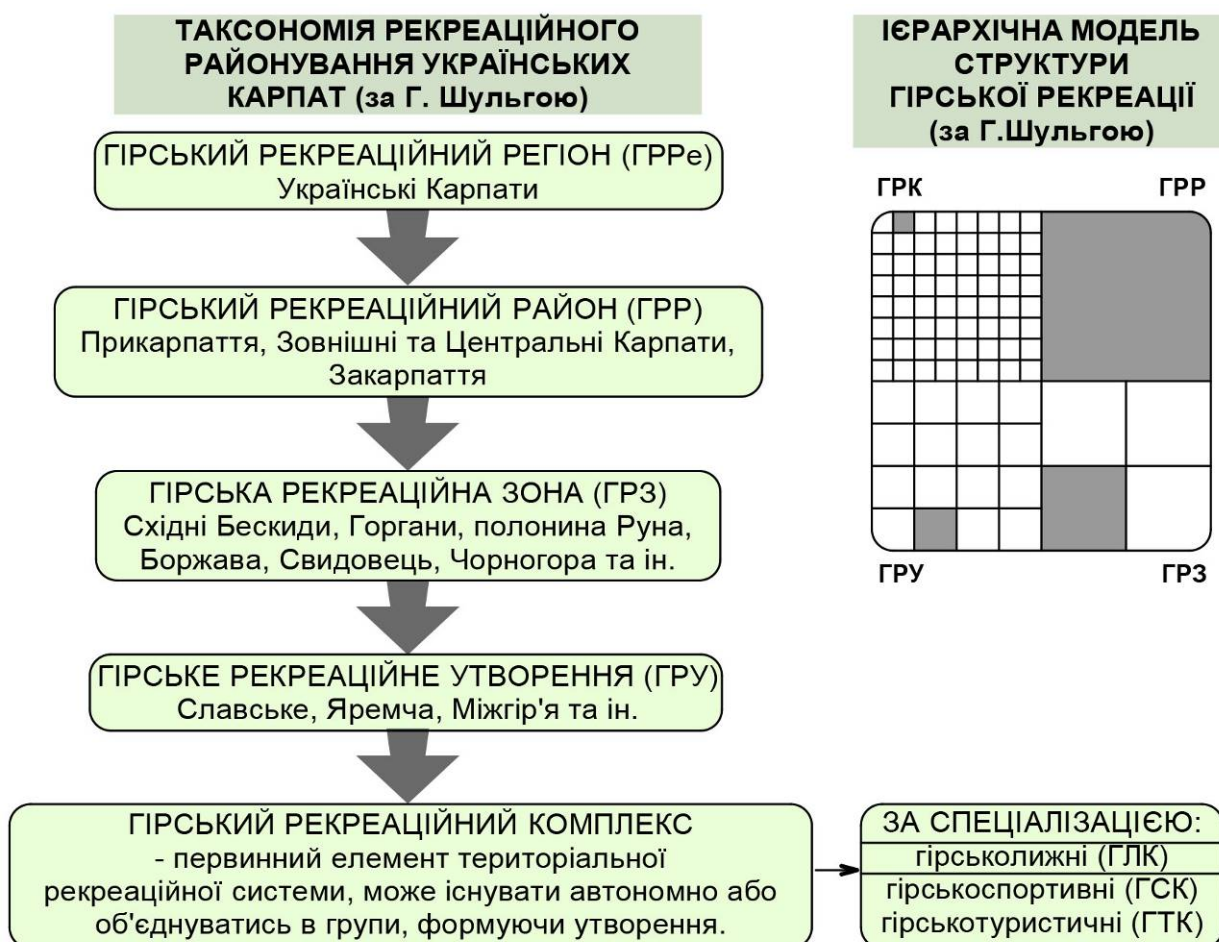 ТАКСОНОМІЯ РЕКРЕАЦІЙНОГО
РАЙОНУВАННЯ УКРАЇНСЬКИХ
КАРПАТ (за Г. Шульгою)
ГІРСЬКИЙ РЕКРЕАЦІЙНИЙ РЕГІОН (ГРРе)
Українські Карпати
ГІРСЬКИЙ РЕКРЕАЦІЙНИЙ РАЙОН (ГРР)
Прикарпаття, Зовнішні та Центральні Карпати,
Закарпаття
ГІРСЬКА РЕКРЕАЦІЙНА ЗОНА (ГРЗ)
Східні Бескиди, Горгани, полонина Руна,
Боржава, Свидовець, Чорногора та ін.
ГІРСЬКЕ РЕКРЕАЦІЙНЕ УТВОРЕННЯ (ГРУ)
Славське, Яремча, Міжгір'я та ін.
ГІРСЬКИЙ РЕКРЕАЦІЙНИЙ КОМПЛЕКС
- первинний елемент територіальної
рекреаційної системи, може існувати автономно або
об'єднуватись в групи, формуючи утворення.
ЗА СПЕЦІАЛІЗАЦІЄЮ:
гірськолижні (ГЛК)
гірськоспортивні (ГСК)
гірськотуристичні (ГТК)
ІЄРАРХІЧНА МОДЕЛЬ
СТРУКТУРИ
ГІРСЬКОЇ РЕКРЕАЦІЇ
(за Г.Шульгою)
ГРК ГРР
ГРУ ГРЗ